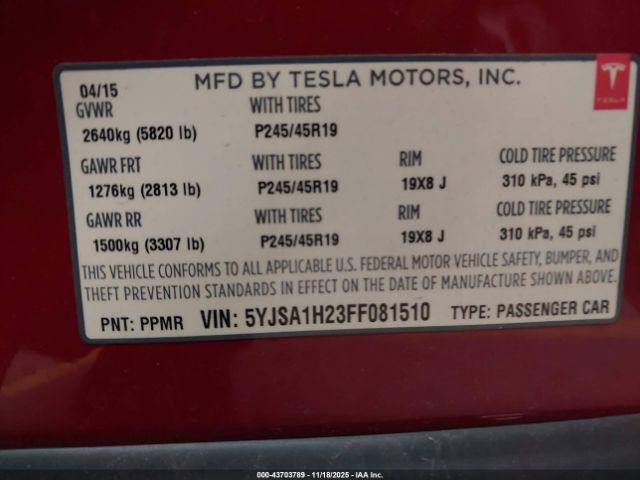 04/15 MFD BY TESLA MOTORS, INC.
TESLA
GVWR WITH TIRES
2640kg (5820 lb) P245/45R19
GAWR FRT WITH TIRES RIM COLD TIRE PRESSURE
1276kg (2813 lb) P245/45R19 19X8 J 310 kPa, 45 psi
GAWR RR WITH TIRES RIM COLD TIRE PRESSURE
1500kg (3307 lb) P245/45R19 19X8 J 310 kPa, 45 psi
THIS VEHICLE CONFORMS TO ALL APPLICABLE U.S. FEDERAL MOTOR VEHICLE SAFETY, BUMPER, AND
THEFT PREVENTION STANDARDS IN EFFECT ON THE DATE OF MANUFACTURE SHOWN ABOVE.
PNT: PPMR VIN: 5YJSA1H23FF081510 TYPE: PASSENGER CAR
000-43703789 - 11/18/2025 - IAA Inc.